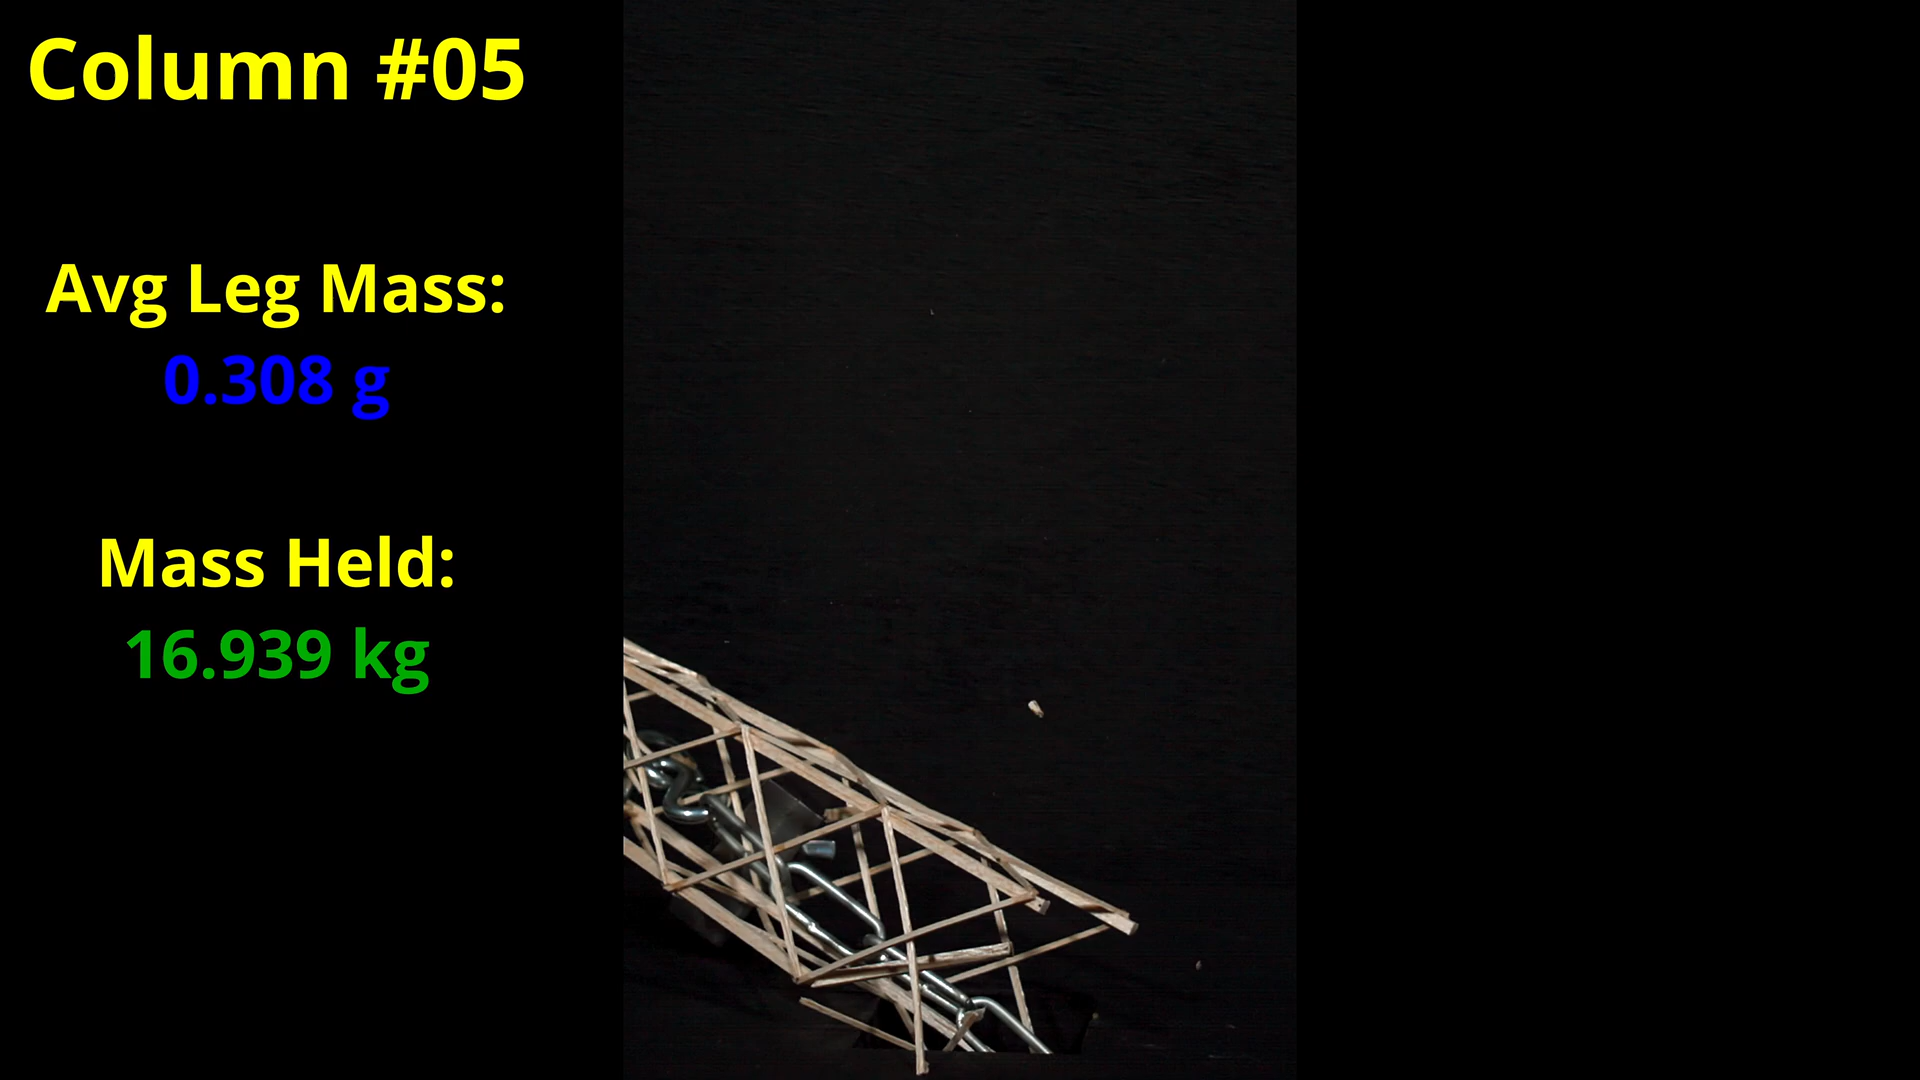 Column #05
Avg Leg Mass:
0.308 g
Mass Held:
16.939 kg